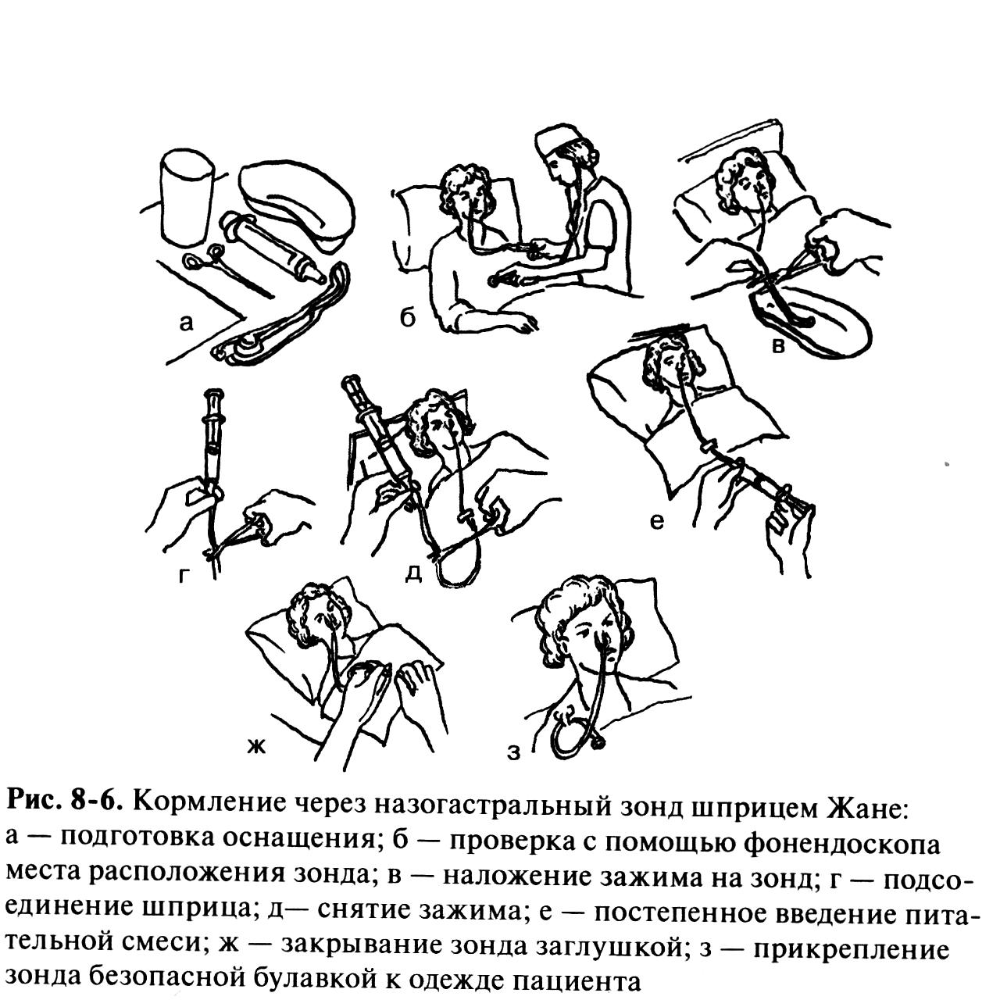 а
б
в
г
д
е
ж
з
Рис. 8-6. Кормление через назогастральный зонд шприцем Жане:
а — подготовка оснащения; б — проверка с помощью фонендоскопа
места расположения зонда; в — наложение зажима на зонд; г — подсо-
единение шприца; д— снятие зажима; е — постепенное введение пита-
тельной смеси; ж — закрывание зонда заглушкой; з — прикрепление
зонда безопасной булавкой к одежде пациента